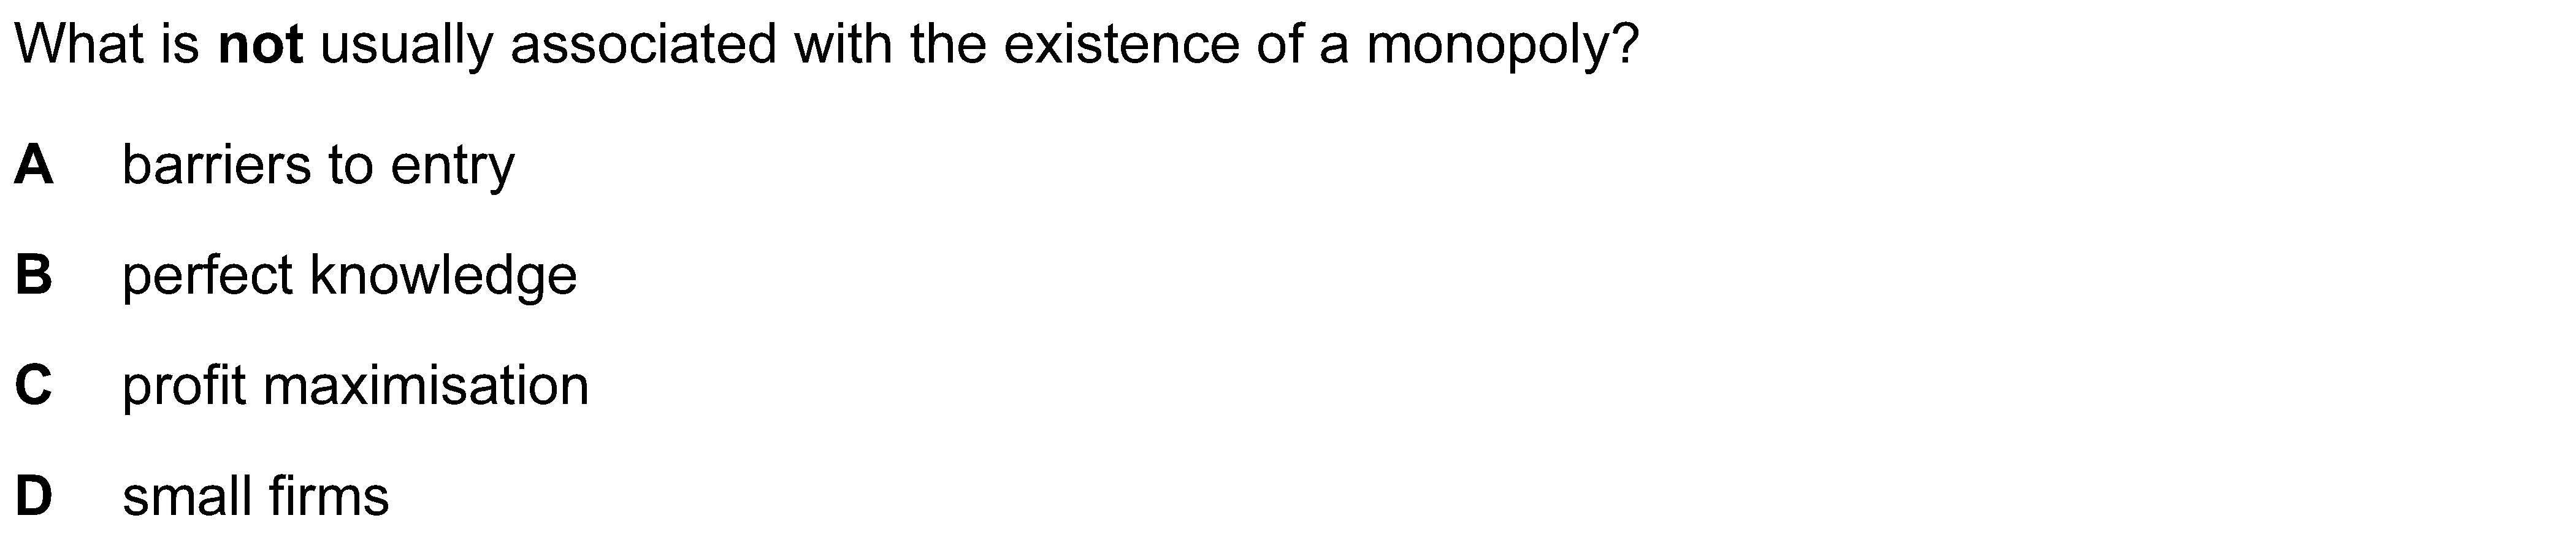 What is not usually associated with the existence of a monopoly?
A barriers to entry
B perfect knowledge
C profit maximisation
D small firms